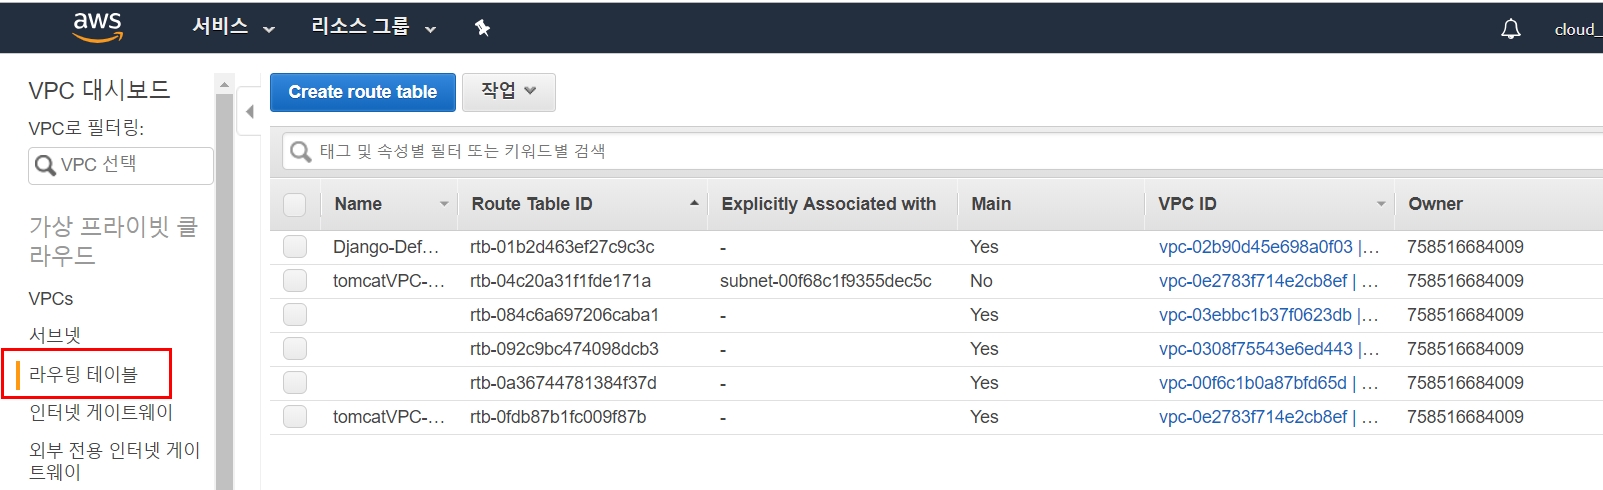 aws 서비스 리소스 그룹 cloud_
VPC 대시보드
VPC로 필터링:
VPC 선택
가상 프라이빗 클
라우드
VPCs
서브넷
라우팅 테이블
인터넷 게이트웨이
외부 전용 인터넷 게이
트웨이
Create route table 작업
태그 및 속성별 필터 또는 키워드별 검색
Name Route Table ID Explicitly Associated with Main VPC ID Owner
Django-Def... rtb-01b2d463ef27c9c3c - Yes vpc-02b90d45e698a0f03 |... 758516684009
tomcatVPC-... rtb-04c20a31f1fde171a subnet-00f68c1f9355dec5c No vpc-0e2783f714e2cb8ef | ... 758516684009
rtb-084c6a697206caba1 - Yes vpc-03ebbc1b37f0623db |... 758516684009
rtb-092c9bc474098dcb3 - Yes vpc-0308f75543e6ed443 |... 758516684009
rtb-0a36744781384f37d - Yes vpc-00f6c1b0a87bfd65d | ... 758516684009
tomcatVPC-... rtb-0fdb87b1fc009f87b - Yes vpc-0e2783f714e2cb8ef | ... 758516684009